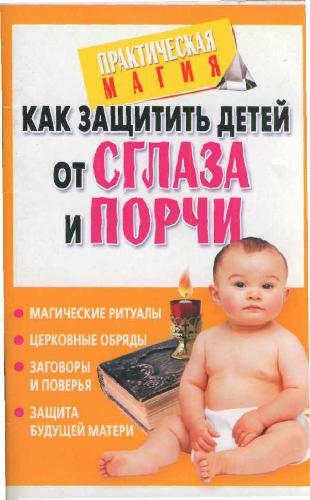 ПРАКТИЧЕСКАЯ
МАГИЯ
КАК ЗАЩИТИТЬ ДЕТЕЙ
ОТ СГЛАЗА
И ПОРЧИ
МАГИЧЕСКИЕ РИТУАЛЫ
ЦЕРКОВНЫЕ ОБРЯДЫ
ЗАГОВОРЫ
И ПОВЕРЬЯ
ЗАЩИТА
БУДУЩЕЙ МАТЕРИ